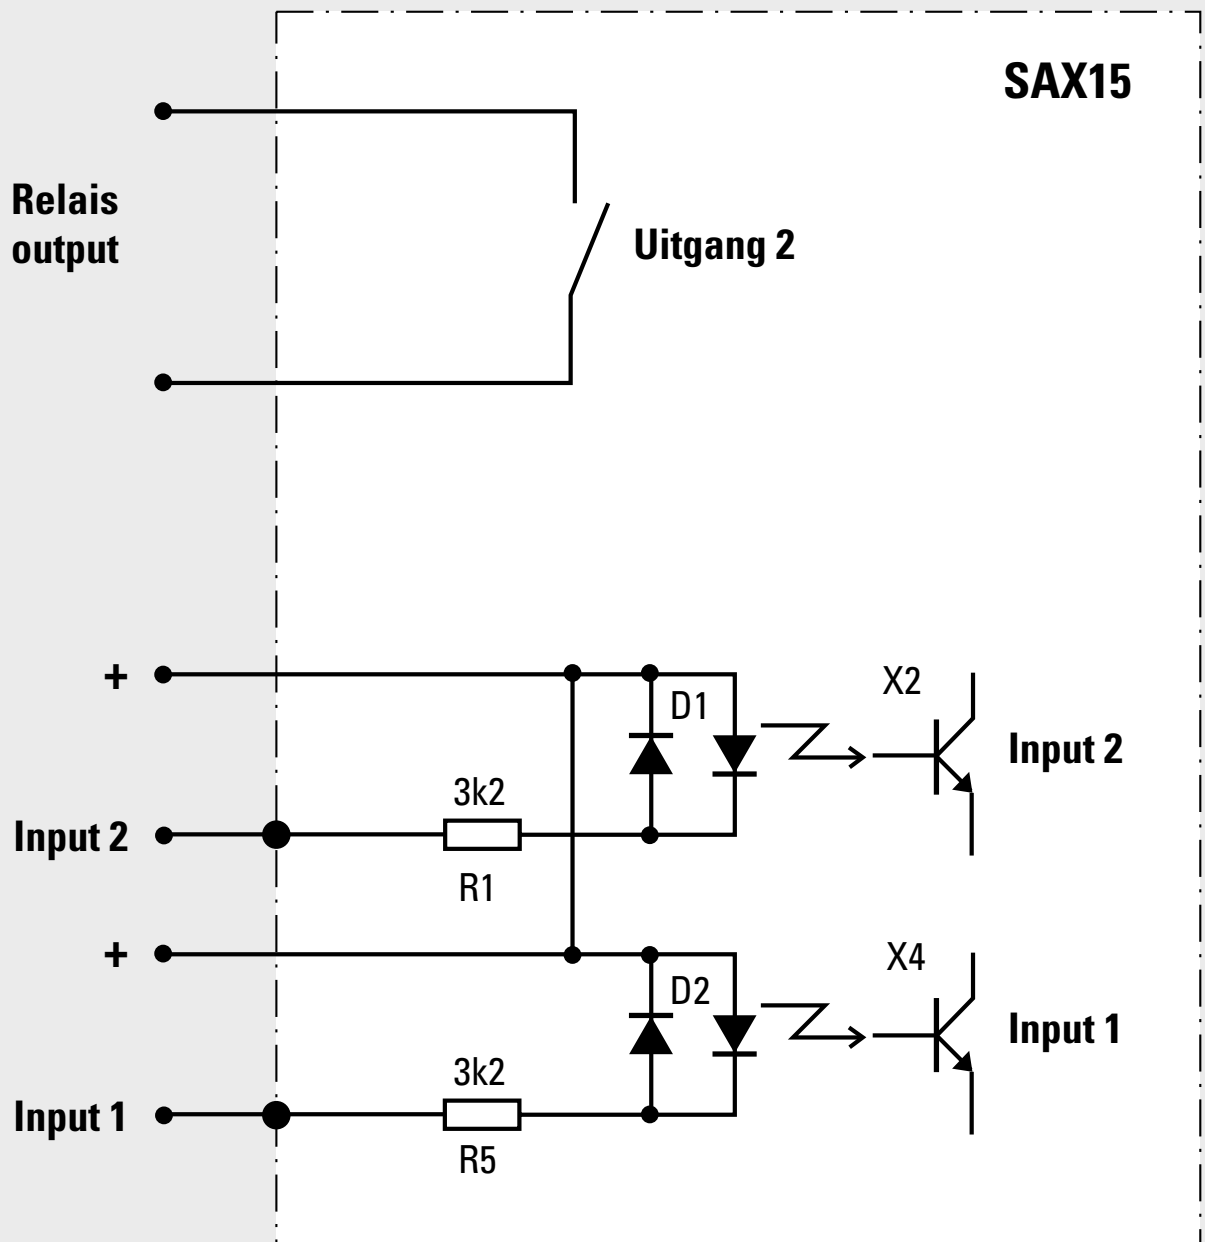 SAX15
Relais
output
Uitgang 2
+
X2
D1
Input 2
3k2
Input 2
R1
+
X4
D2
Input 1
3k2
Input 1
R5